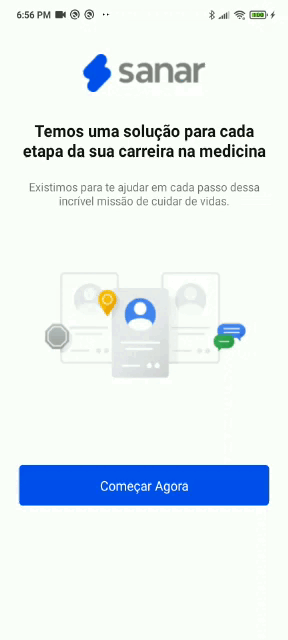 6:56 PM
sanar
Temos uma solução para cada
etapa da sua carreira na medicina
Existimos para te ajudar em cada passo dessa
incrível missão de cuidar de vidas.
Começar Agora